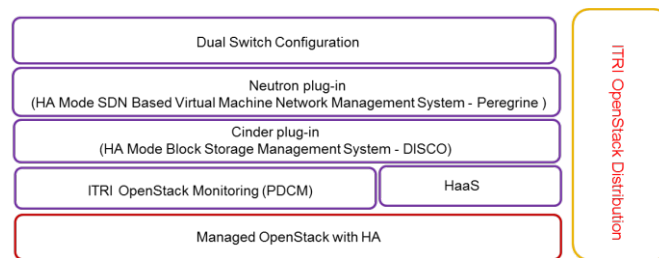 Dual Switch Configuration
Neutron plug-in
(HA Mode SDN Based Virtual Machine Network Management System - Peregrine )
Cinder plug-in
(HA Mode Block Storage Management System - DISCO)
ITRI OpenStack Monitoring (PDCM)
HaaS
Managed OpenStack with HA
ITRI OpenStack Distribution